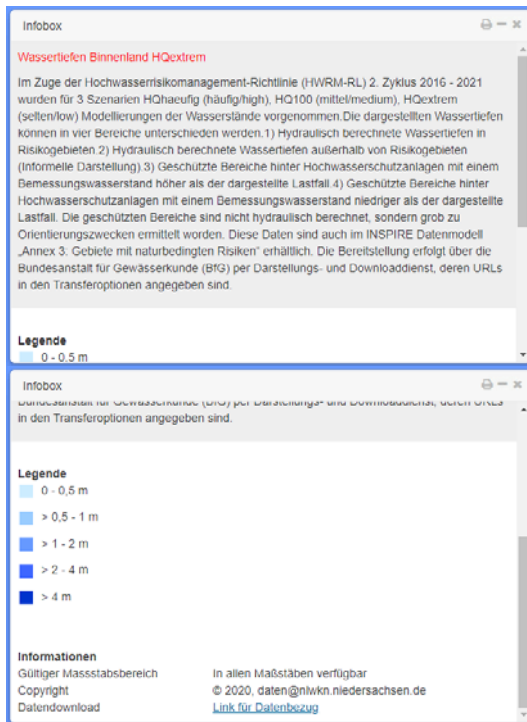 Infobox
Wassertiefen Binnenland HQextrem
Im Zuge der Hochwasserrisikomanagement-Richtlinie (HWRM-RL) 2. Zyklus 2016 - 2021
wurden für 3 Szenarien HQhaeufig (häufig/high), HQ100 (mittel/medium), HQextrem
(selten/low) Modellierungen der Wasserstände vorgenommen.Die dargestellten Wassertiefen
können in vier Bereiche unterschieden werden.1) Hydraulisch berechnete Wassertiefen in
Risikogebieten.2) Hydraulisch berechnete Wassertiefen außerhalb von Risikogebieten
(Informelle Darstellung).3) Geschützte Bereiche hinter Hochwasserschutzanlagen mit einem
Bemessungswasserstand höher als der dargestellte Lastfall.4) Geschützte Bereiche hinter
Hochwasserschutzanlagen mit einem Bemessungswasserstand niedriger als der dargestellte
Lastfall. Die geschützten Bereiche sind nicht hydraulisch berechnet, sondern grob zu
Orientierungszwecken ermittelt worden. Diese Daten sind auch im INSPIRE Datenmodell
„Annex 3: Gebiete mit naturbedingten Risiken“ erhältlich. Die Bereitstellung erfolgt über die
Bundesanstalt für Gewässerkunde (BfG) per Darstellungs- und Downloaddienst, deren URLs
in den Transferoptionen angegeben sind.
Legende
0 - 0,5 m
Infobox
Bundesanstalt für Gewässerkunde (BfG) per Darstellungs- und Downloaddienst, deren URLs
in den Transferoptionen angegeben sind.
Legende
0 - 0,5 m
> 0,5 - 1 m
> 1 - 2 m
> 2 - 4 m
> 4 m
Informationen
Gültiger Massstabsbereich In allen Maßstäben verfügbar
Copyright © 2020, daten@nlwkn.niedersachsen.de
Datendownload Link für Datenbezug